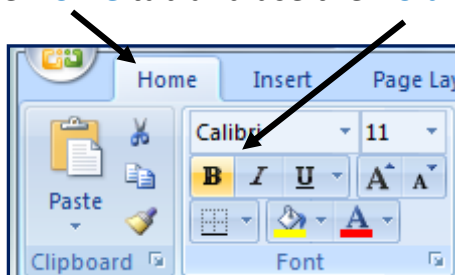 Home Insert Page Lay
Calibri 11
B I U A A
Paste A
Clipboard Font